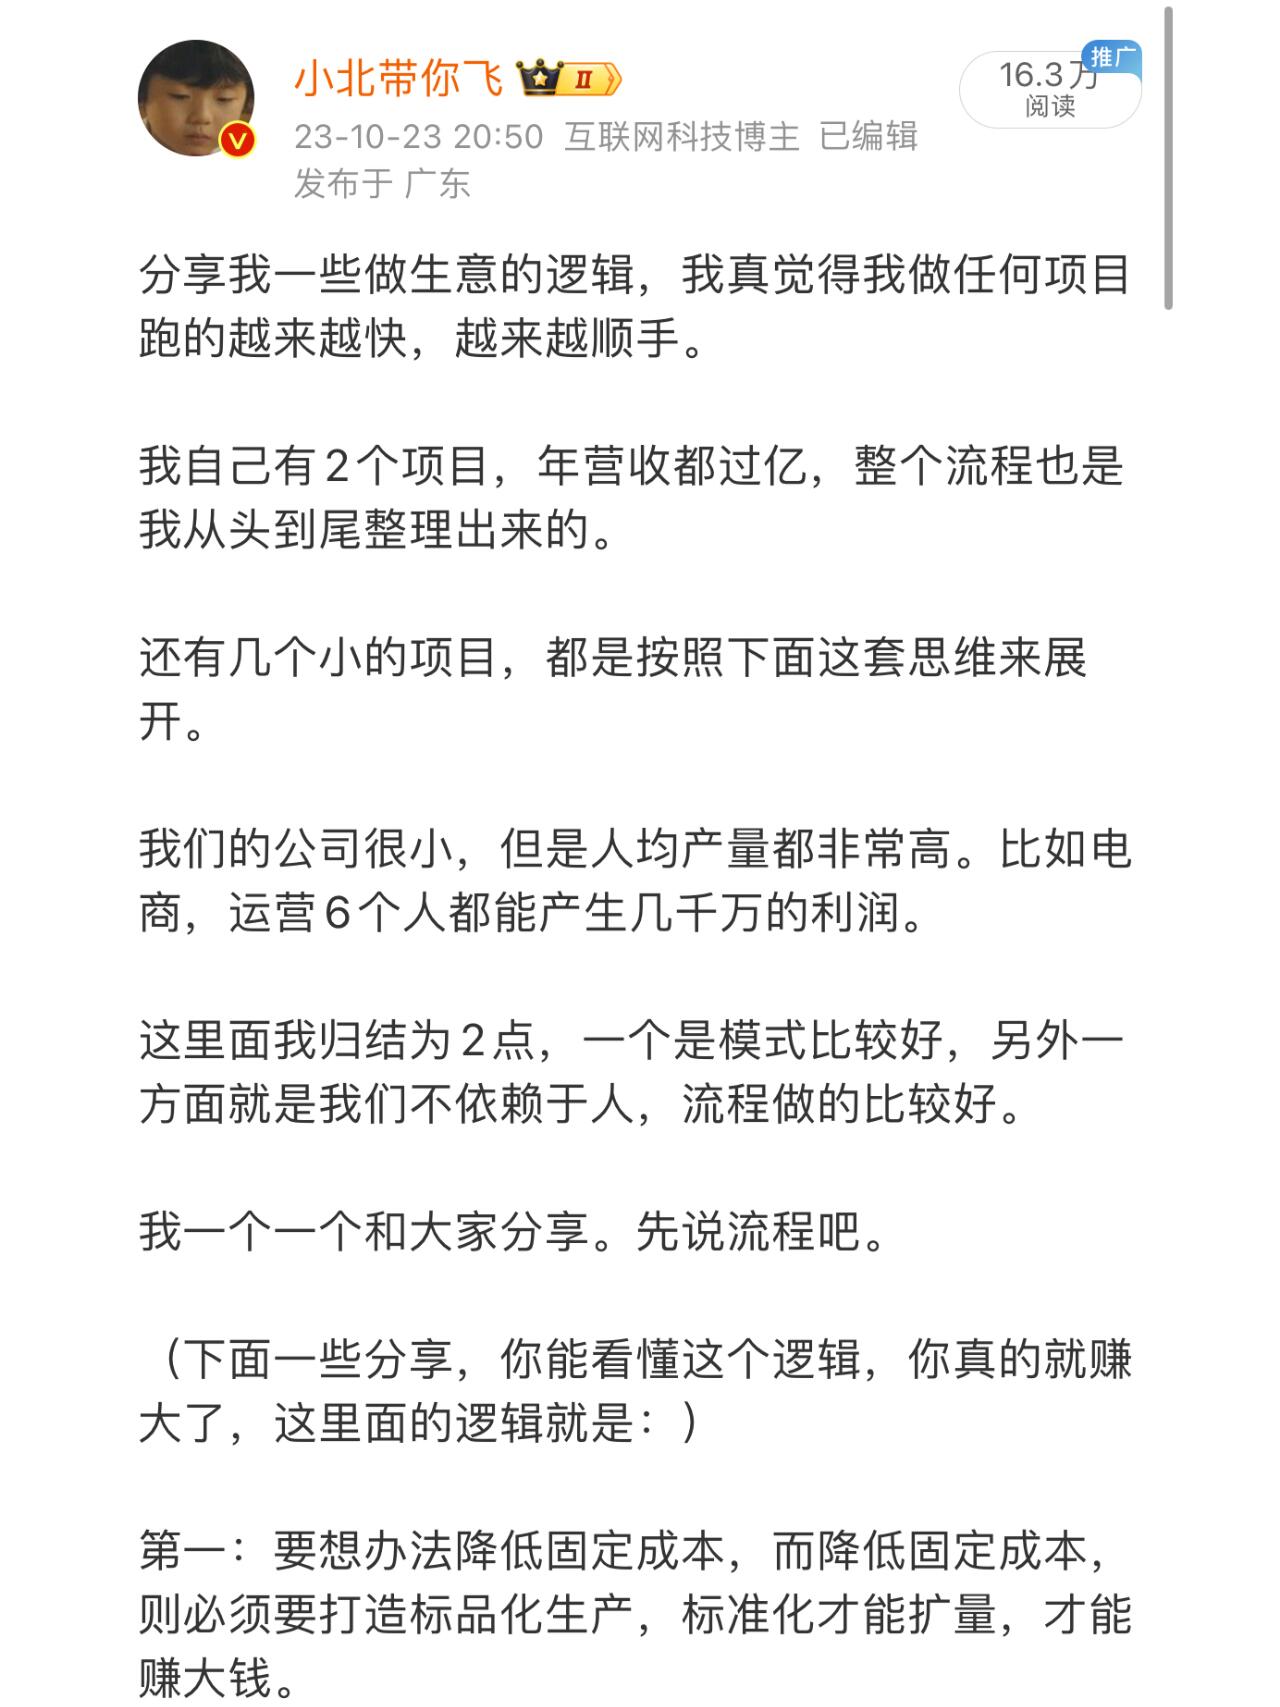 小北带你飞 II
推广
16.3万
阅读
23-10-23 20:50 互联网科技博主 已编辑
发布于 广东
分享我一些做生意的逻辑，我真觉得我做任何项目
跑的越来越快，越来越顺手。
我自己有2个项目，年营收都过亿，整个流程也是
我从头到尾整理出来的。
还有几个小的项目，都是按照下面这套思维来展
开。
我们的公司很小，但是人均产量都非常高。比如电
商，运营6个人都能产生几千万的利润。
这里面我归结为2点，一个是模式比较好，另外一
方面就是我们不依赖于人，流程做的比较好。
我一个一个和大家分享。先说流程吧。
（下面一些分享，你能看懂这个逻辑，你真的就赚
大了，这里面的逻辑就是：）
第一：要想办法降低固定成本，而降低固定成本，
则必须要打造标品化生产，标准化才能扩量，才能
赚大钱。